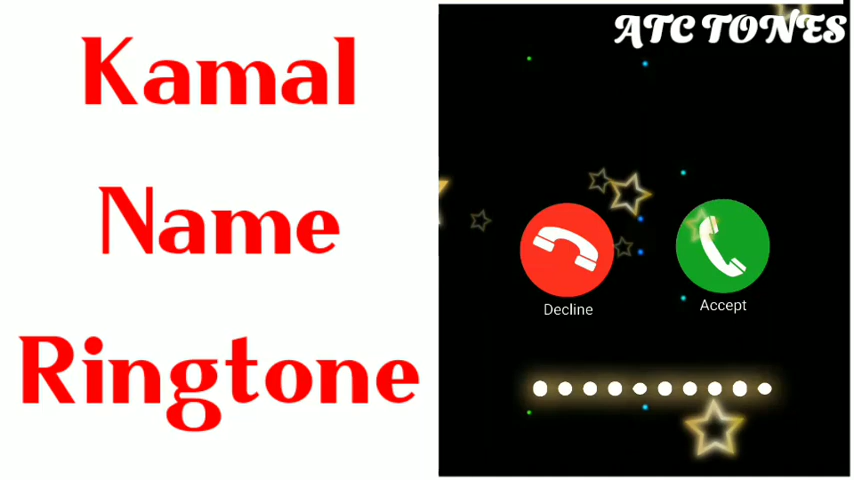 Kamal
Name
Ringtone
ATC TONES
Decline
Accept